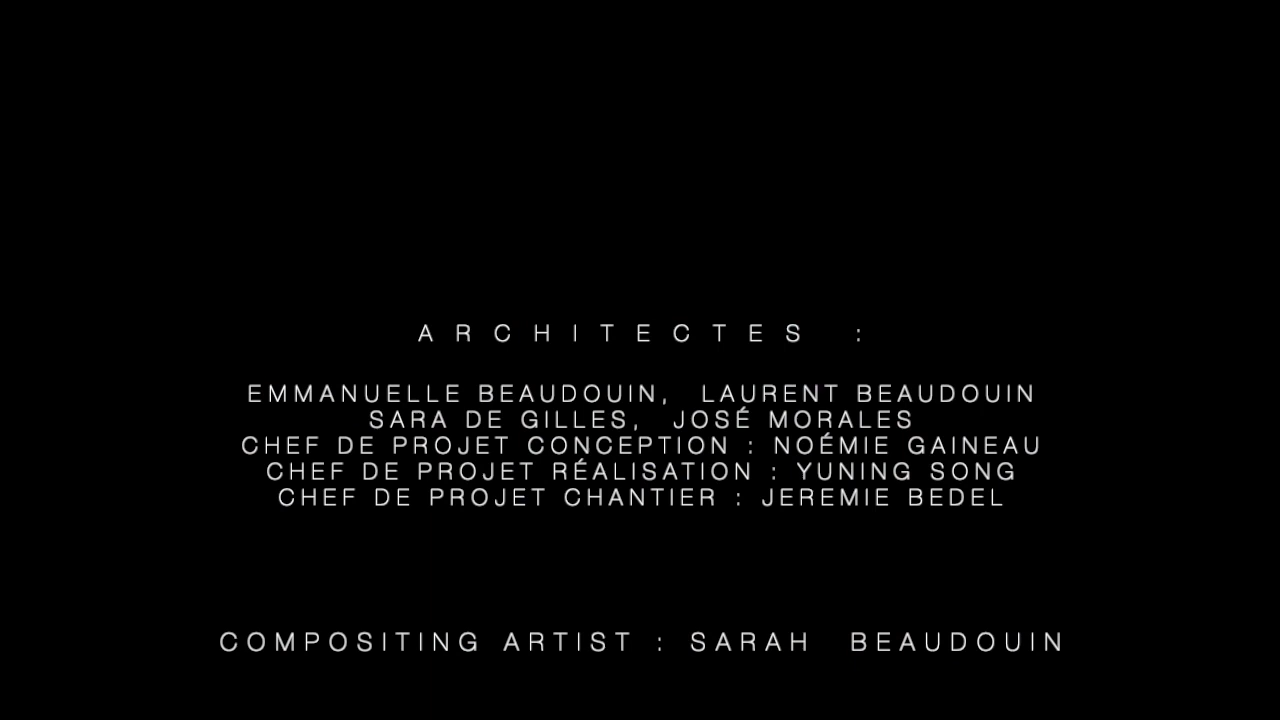 ARCHITECTES :
EMMANUELLE BEAUDOUIN, LAURENT BEAUDOUIN
SARA DE GILLES, JOSÉ MORALES
CHEF DE PROJET CONCEPTION : NOÉMIE GAINEAU
CHEF DE PROJET RÉALISATION : YUNING SONG
CHEF DE PROJET CHANTIER : JEREMIE BEDEL
COMPOSITING ARTIST : SARAH BEAUDOUIN